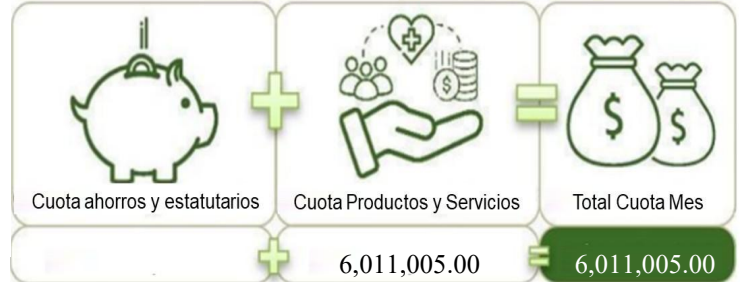 Cuota ahorros y estatutarios
Cuota Productos y Servicios
Total Cuota Mes
6,011,005.00
6,011,005.00